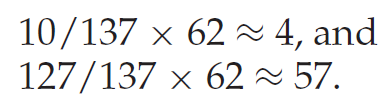 10/137 × 62 ≈ 4, and
127/137 × 62 ≈ 57.